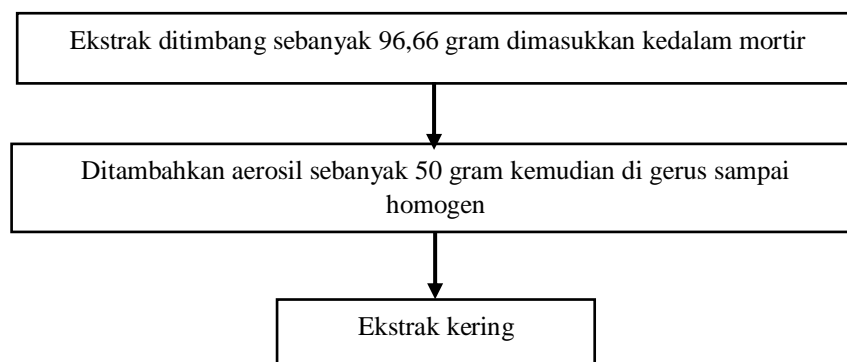 Ekstrak ditimbang sebanyak 96,66 gram dimasukkan kedalam mortir
Ditambahkan aerosil sebanyak 50 gram kemudian di gerus sampai
homogen
Ekstrak kering